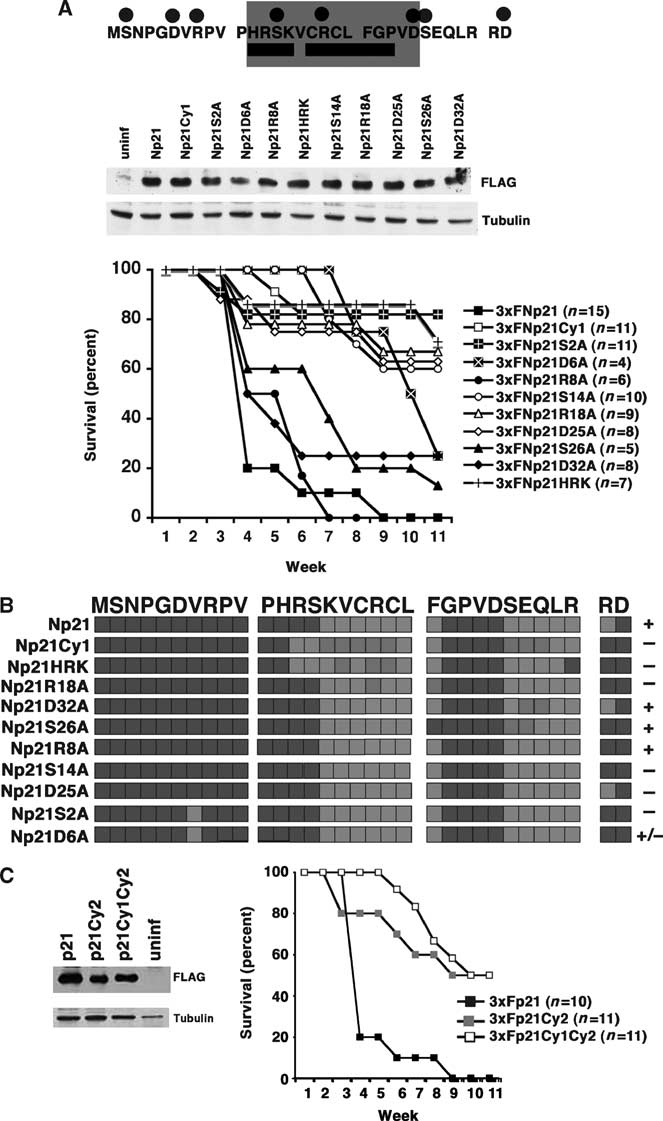 A
MSNPGDVRPV PHRSKVCRCL FGPVDSEQLR RD
uninf Np21 Np21Cy1 Np21S2A Np21D6A Np21R8A Np21HRK Np21S14A Np21R18A Np21D25A Np21S26A Np21D32A
FLAG
Tubulin
Survival (percent)
100
80
60
40
20
0
1 2 3 4 5 6 7 8 9 10 11
Week
3xFNp21 (n=15)
3xFNp21Cy1 (n=11)
3xFNp21S2A (n=11)
3xFNp21D6A (n=4)
3xFNp21R8A (n=6)
3xFNp21S14A (n=10)
3xFNp21R18A (n=9)
3xFNp21D25A (n=8)
3xFNp21S26A (n=5)
3xFNp21D32A (n=8)
3xFNp21HRK (n=7)
B
MSNPGDVRPV PHRSKVCRCL FGPVDSEQLR RD
Np21 +
Np21Cy1 –
Np21HRK –
Np21R18A –
Np21D32A +
Np21S26A +
Np21R8A +
Np21S14A –
Np21D25A –
Np21S2A –
Np21D6A +/–
C
p21 p21Cy2 p21Cy1Cy2 uninf
FLAG
Tubulin
Survival (percent)
100
80
60
40
20
0
1 2 3 4 5 6 7 8 9 10 11
Week
3xFp21 (n=10)
3xFp21Cy2 (n=11)
3xFp21Cy1Cy2 (n=11)